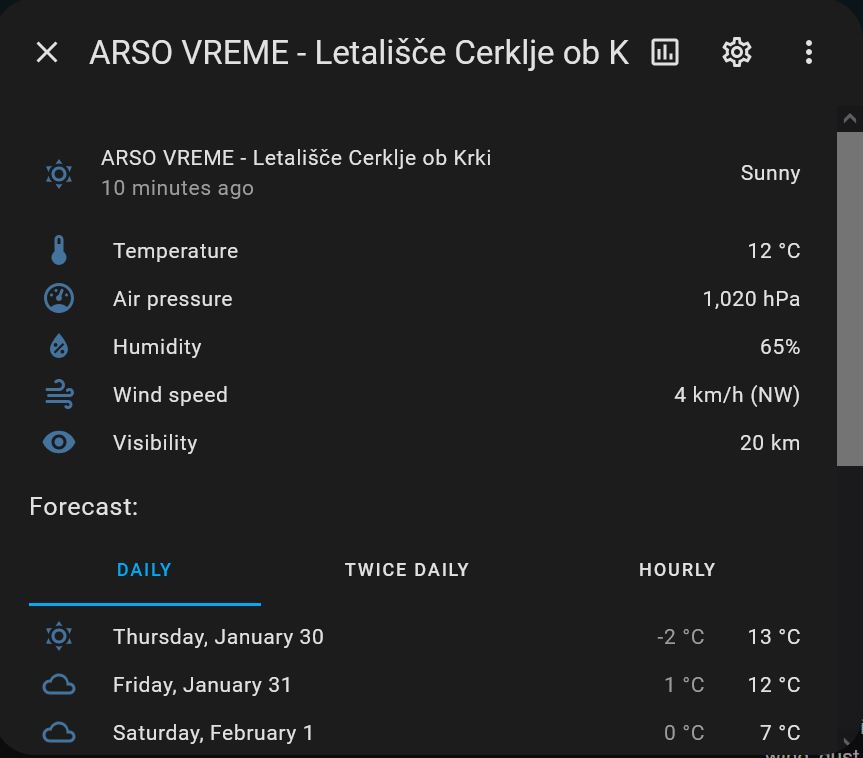 ARSO VREME - Letališče Cerklje ob K
ARSO VREME - Letališče Cerklje ob Krki
10 minutes ago
Sunny
Temperature 12 °C
Air pressure 1,020 hPa
Humidity 65%
Wind speed 4 km/h (NW)
Visibility 20 km
Forecast:
DAILY TWICE DAILY HOURLY
Thursday, January 30 -2 °C 13 °C
Friday, January 31 1 °C 12 °C
Saturday, February 1 0 °C 7 °C